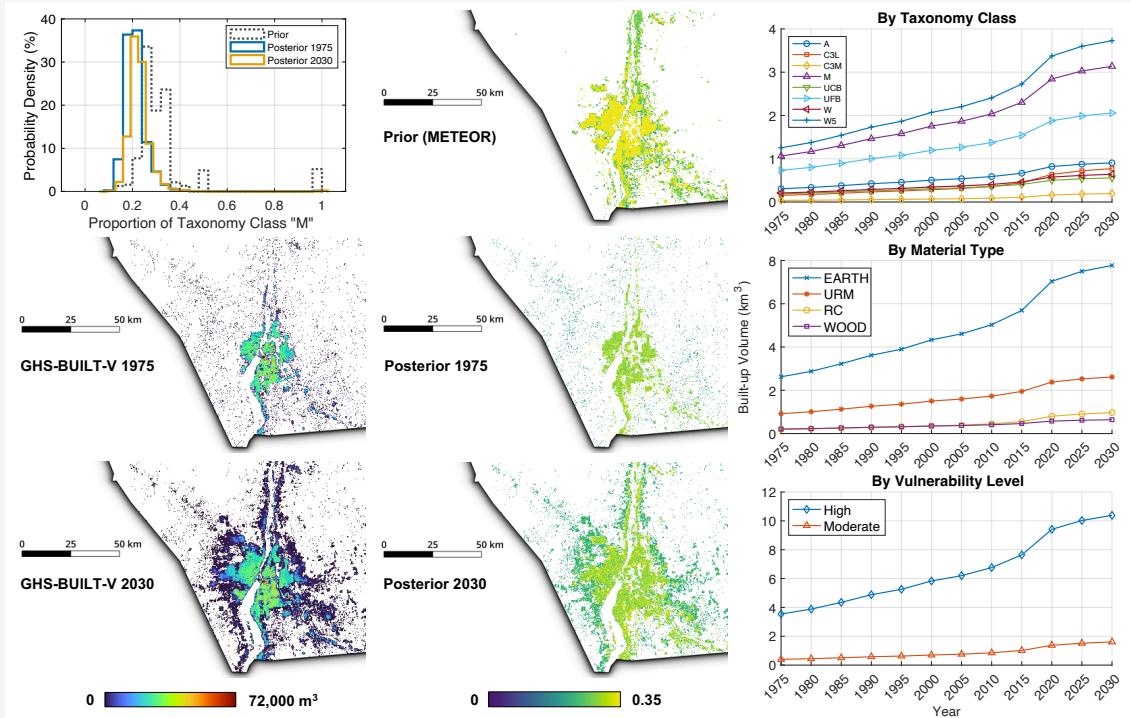 40
30
20
10
0
Probability Density (%)
0
0.2
0.4
0.6
0.8
1
Proportion of Taxonomy Class "M"
Prior
Posterior 1975
Posterior 2030
0 25 50 km
Prior (METEOR)
0 25 50 km
GHS-BUILT-V 1975
0 25 50 km
Posterior 1975
0 25 50 km
GHS-BUILT-V 2030
0 25 50 km
Posterior 2030
0 72,000 m³
0 0.35
By Taxonomy Class
4
3
2
1
0
A
C3L
C3M
M
UCB
UFB
W
W5
1975 1980 1985 1990 1995 2000 2005 2010 2015 2020 2025 2030
By Material Type
8
6
4
2
0
Built-up Volume (km³)
EARTH
URM
RC
WOOD
1975 1980 1985 1990 1995 2000 2005 2010 2015 2020 2025 2030
By Vulnerability Level
12
10
8
6
4
2
0
High
Moderate
1975 1980 1985 1990 1995 2000 2005 2010 2015 2020 2025 2030
Year